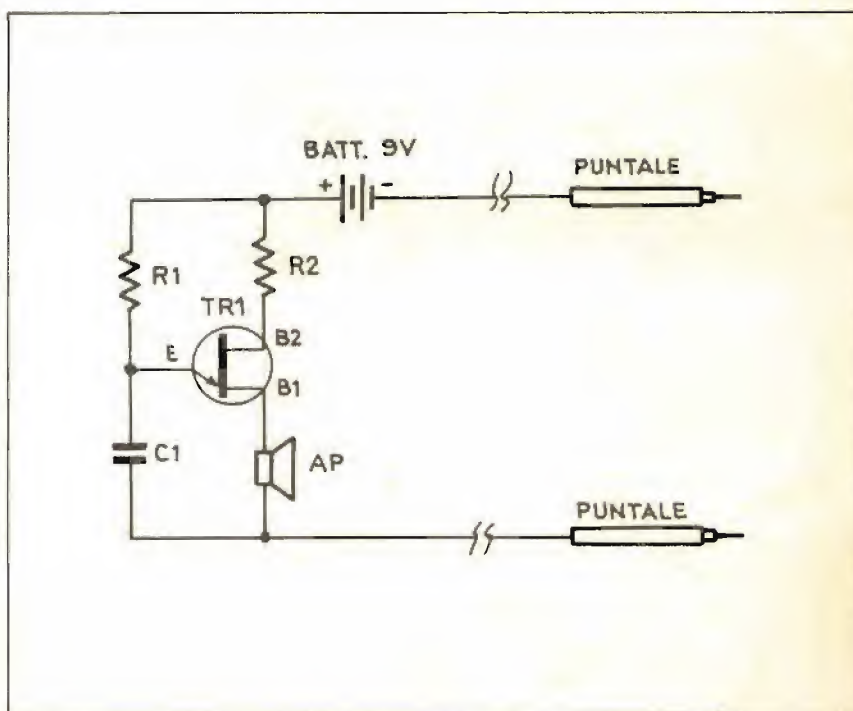 BATT. 9V
+ -
PUNTALE
R1
R2
TR1
B2
E
B1
C1
AP
PUNTALE